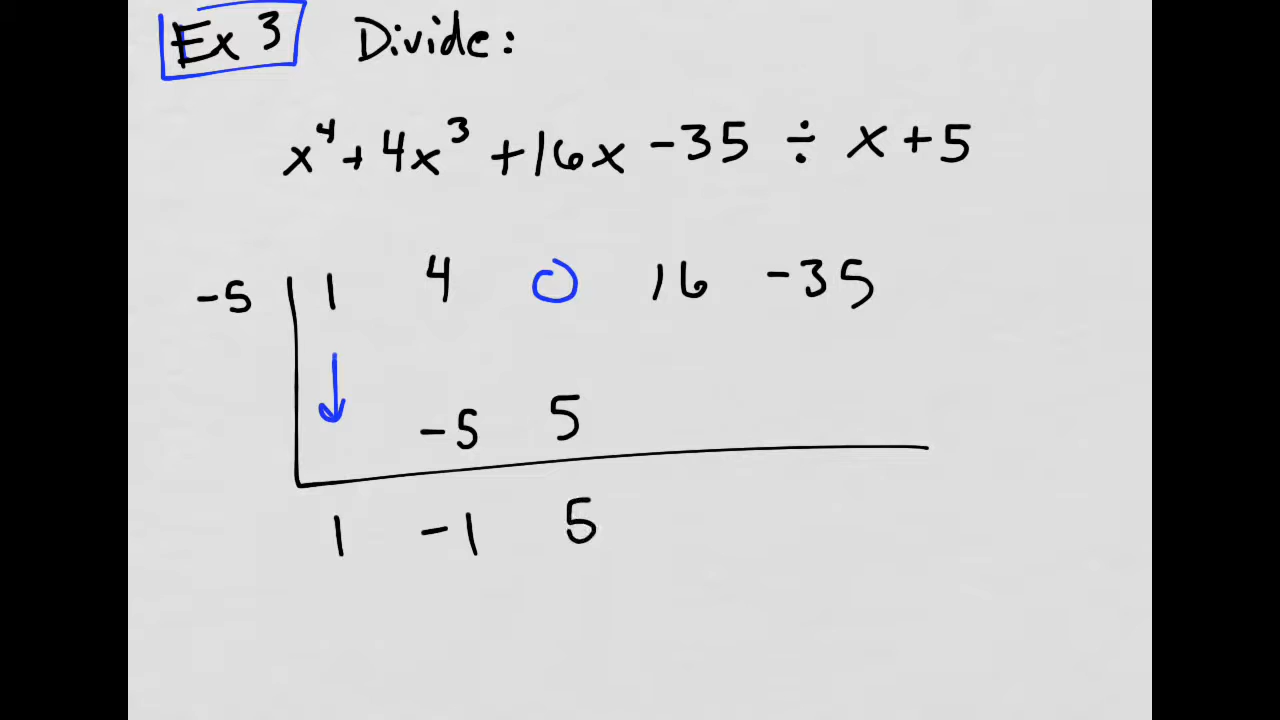 Ex 3 Divide:
x⁴ + 4x³ + 16x - 35 ÷ x + 5
-5 | 1 4 0 16 -35
-5 5
1 -1 5